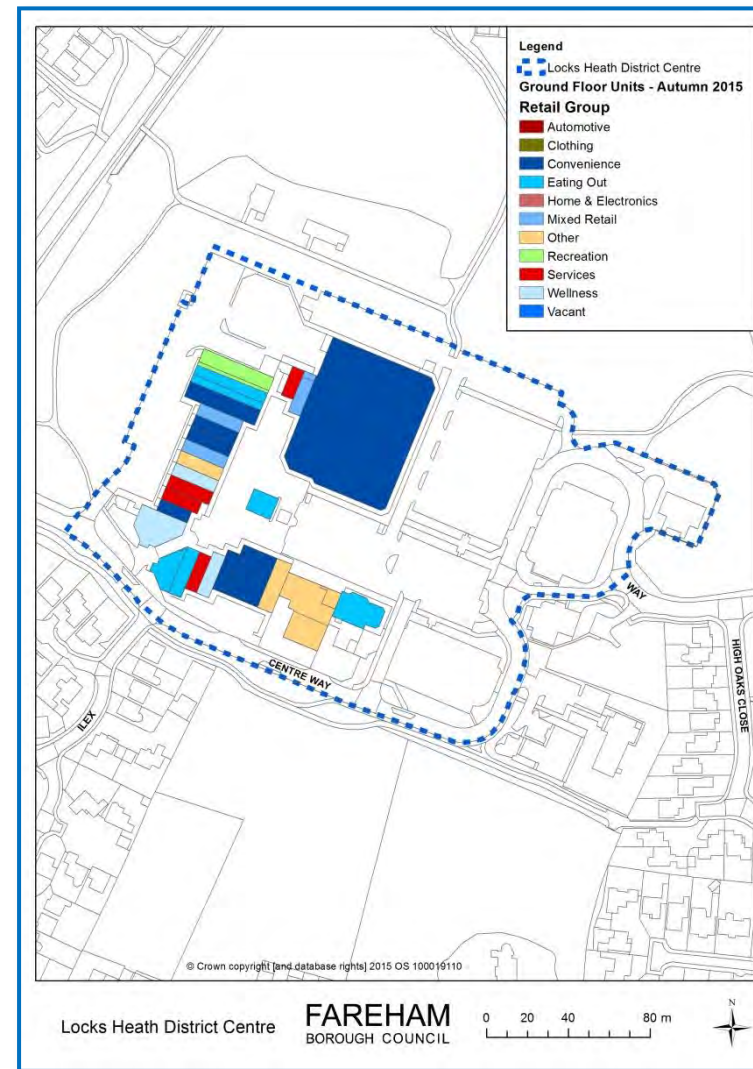 Legend
Locks Heath District Centre
Ground Floor Units - Autumn 2015
Retail Group
Automotive
Clothing
Convenience
Eating Out
Home & Electronics
Mixed Retail
Other
Recreation
Services
Wellness
Vacant
WAY
HIGH OAKS CLOSE
CENTRE WAY
ILEX
© Crown copyright [and database rights] 2015 OS 100019110
Locks Heath District Centre
FAREHAM
BOROUGH COUNCIL
0 20 40 80 m
N